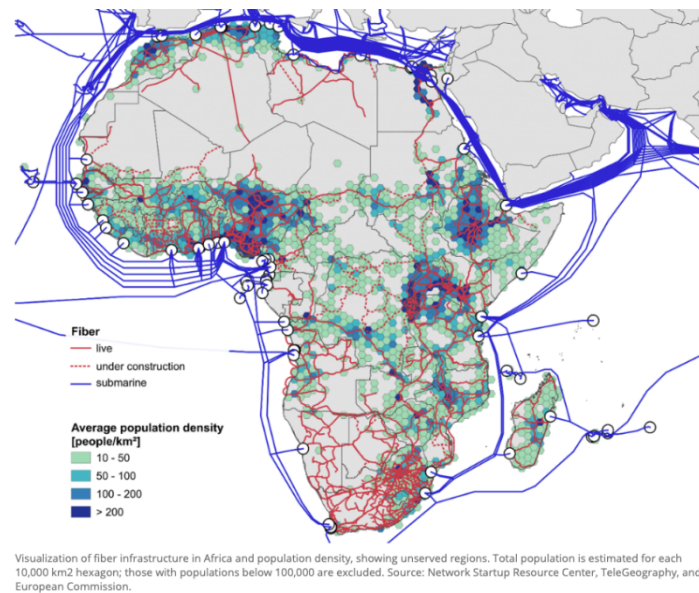 Fiber
live
under construction
submarine
Average population density
[people/km²]
10 - 50
50 - 100
100 - 200
> 200
Visualization of fiber infrastructure in Africa and population density, showing unserved regions. Total population is estimated for each
10,000 km2 hexagon; those with populations below 100,000 are excluded. Source: Network Startup Resource Center, TeleGeography, and
European Commission.